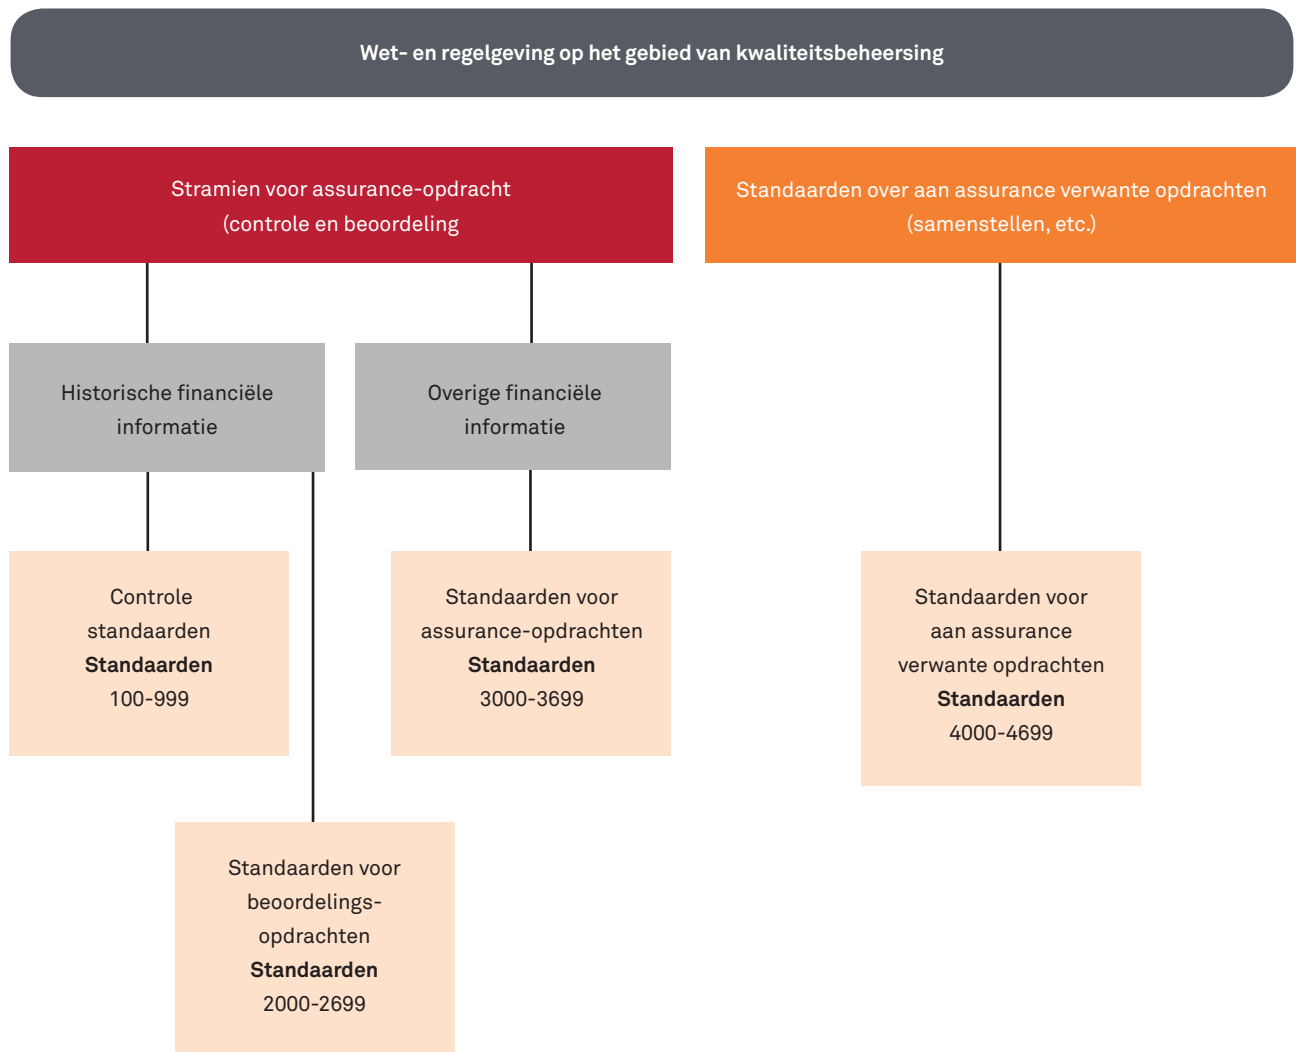 Wet- en regelgeving op het gebied van kwaliteitsbeheersing
Stramien voor assurance-opdracht
(controle en beoordeling
Standaarden over aan assurance verwante opdrachten
(samenstellen, etc.)
Historische financiële
informatie
Overige financiële
informatie
Controle
standaarden
Standaarden
100-999
Standaarden voor
assurance-opdrachten
Standaarden
3000-3699
Standaarden voor
aan assurance
verwante opdrachten
Standaarden
4000-4699
Standaarden voor
beoordelings-
opdrachten
Standaarden
2000-2699